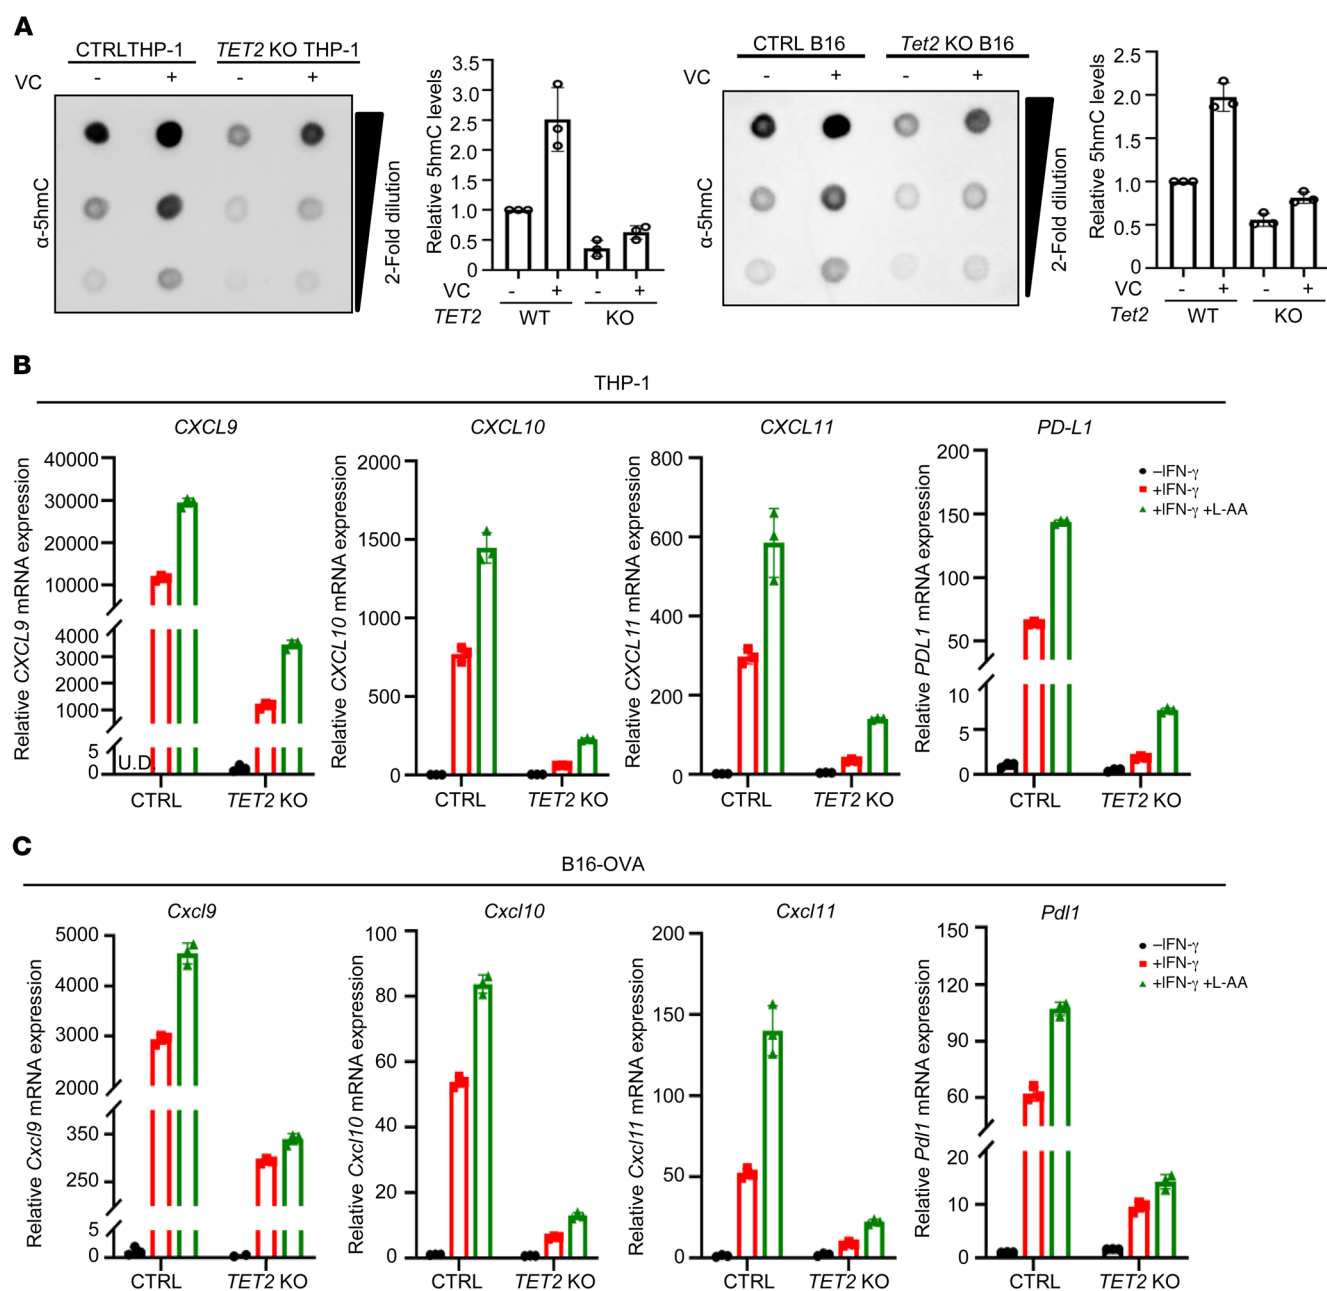 A
CTRLTHP-1 TET2 KO THP-1
VC - + - +
α-5hmC
2-Fold dilution
Relative 5hmC levels
3.5
3.0
2.5
2.0
1.5
1.0
0.5
0
VC - + - +
TET2 WT KO
CTRL B16 Tet2 KO B16
VC - + - +
α-5hmC
2-Fold dilution
Relative 5hmC levels
2.5
2.0
1.5
1.0
0.5
0
VC - + - +
Tet2 WT KO
B
THP-1
CXCL9
Relative CXCL9 mRNA expression
40000
30000
20000
10000
4000
3000
2000
1000
5
0
U.D.
CTRL TET2 KO
CXCL10
Relative CXCL10 mRNA expression
2000
1500
1000
500
0
CTRL TET2 KO
CXCL11
Relative CXCL11 mRNA expression
800
600
400
200
0
CTRL TET2 KO
PD-L1
Relative PDL1 mRNA expression
200
150
100
50
10
5
0
CTRL TET2 KO
–IFN-γ
+IFN-γ
+IFN-γ +L-AA
C
B16-OVA
Cxcl9
Relative Cxcl9 mRNA expression
5000
4000
3000
2000
350
250
5
0
CTRL TET2 KO
Cxcl10
Relative Cxcl10 mRNA expression
100
80
60
40
20
0
CTRL TET2 KO
Cxcl11
Relative Cxcl11 mRNA expression
200
150
100
50
0
CTRL TET2 KO
Pdl1
Relative Pdl1 mRNA expression
150
120
90
60
20
10
0
CTRL TET2 KO
–IFN-γ
+IFN-γ
+IFN-γ +L-AA